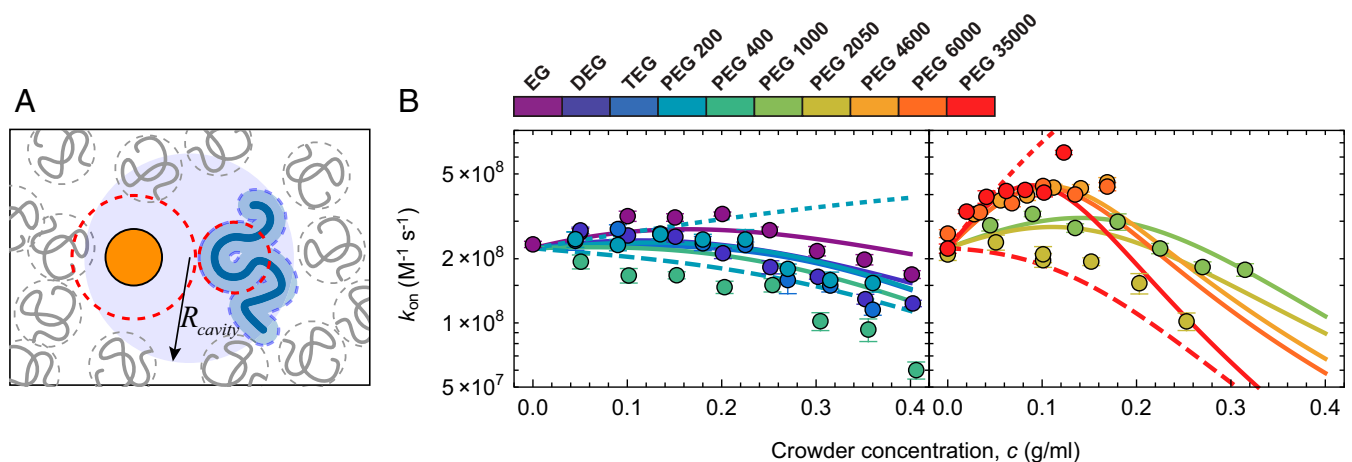 A
R_cavity
B
EG
DEG
TEG
PEG 200
PEG 400
PEG 1000
PEG 2050
PEG 4600
PEG 6000
PEG 35000
k_on (M⁻¹ s⁻¹)
5×10⁸
2×10⁸
1×10⁸
5×10⁷
0.0 0.1 0.2 0.3 0.4 0.0 0.1 0.2 0.3 0.4
Crowder concentration, c (g/ml)